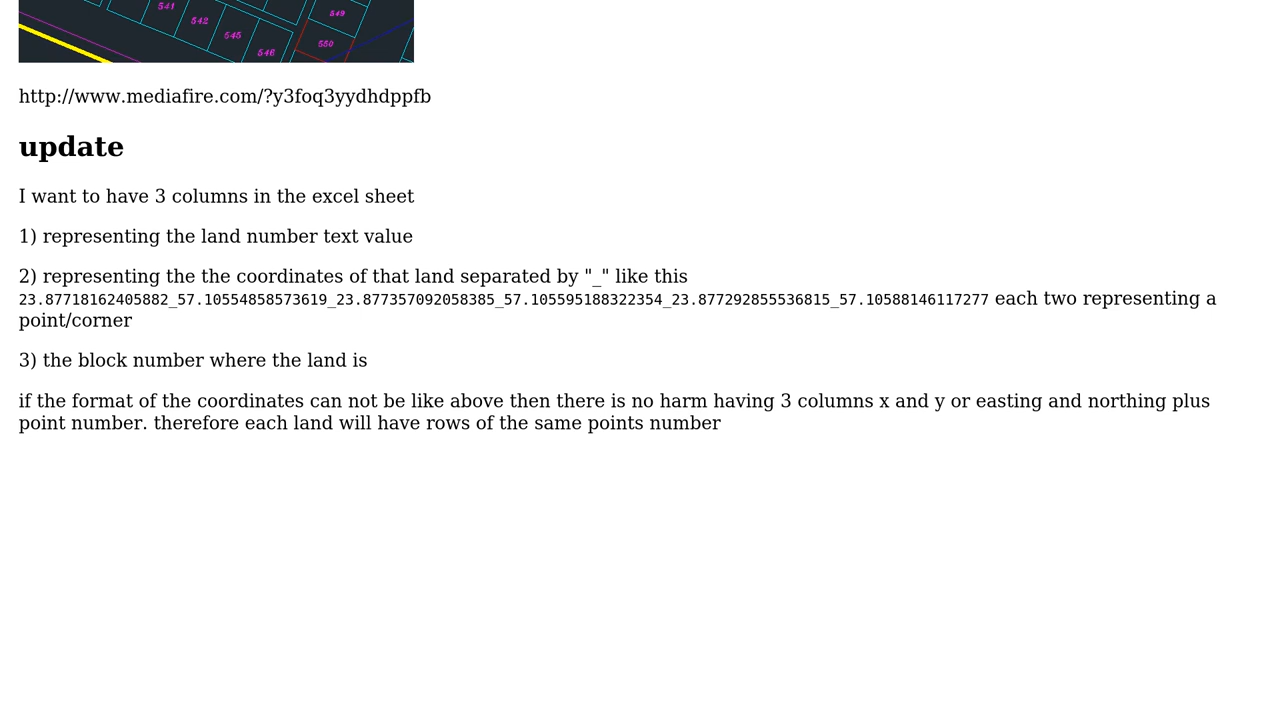 541
542
545
546
549
550
http://www.mediafire.com/?y3foq3yydhdppfb
update
I want to have 3 columns in the excel sheet
1) representing the land number text value
2) representing the the coordinates of that land separated by "_" like this
23.87718162405882_57.10554858573619_23.877357092058385_57.105595188322354_23.877292855536815_57.10588146117277 each two representing a
point/corner
3) the block number where the land is
if the format of the coordinates can not be like above then there is no harm having 3 columns x and y or easting and northing plus
point number. therefore each land will have rows of the same points number